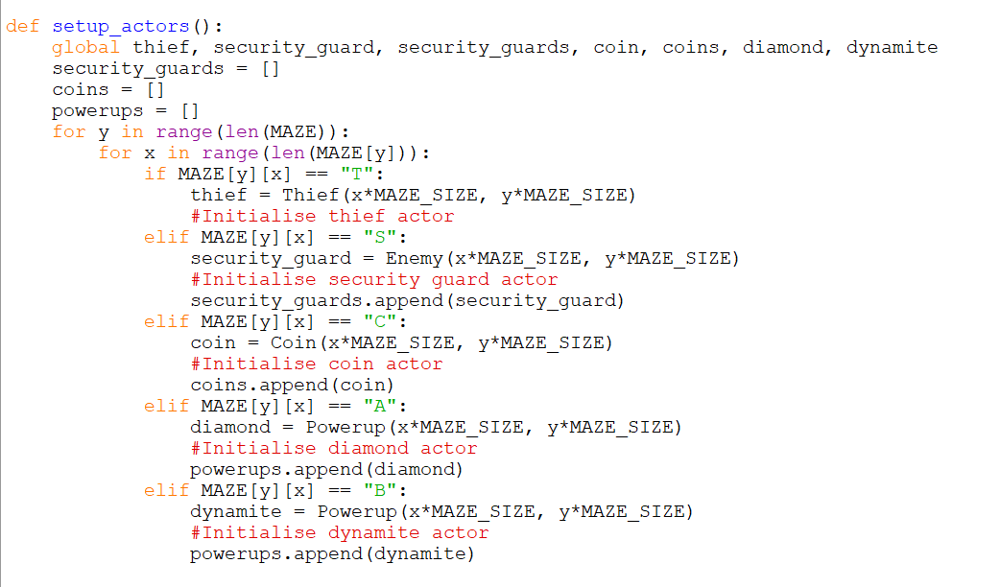 def setup_actors():
    global thief, security_guard, security_guards, coin, coins, diamond, dynamite
    security_guards = []
    coins = []
    powerups = []
    for y in range(len(MAZE)):
        for x in range(len(MAZE[y])):
            if MAZE[y][x] == "T":
                thief = Thief(x*MAZE_SIZE, y*MAZE_SIZE)
                #Initialise thief actor
            elif MAZE[y][x] == "S":
                security_guard = Enemy(x*MAZE_SIZE, y*MAZE_SIZE)
                #Initialise security guard actor
                security_guards.append(security_guard)
            elif MAZE[y][x] == "C":
                coin = Coin(x*MAZE_SIZE, y*MAZE_SIZE)
                #Initialise coin actor
                coins.append(coin)
            elif MAZE[y][x] == "A":
                diamond = Powerup(x*MAZE_SIZE, y*MAZE_SIZE)
                #Initialise diamond actor
                powerups.append(diamond)
            elif MAZE[y][x] == "B":
                dynamite = Powerup(x*MAZE_SIZE, y*MAZE_SIZE)
                #Initialise dynamite actor
                powerups.append(dynamite)